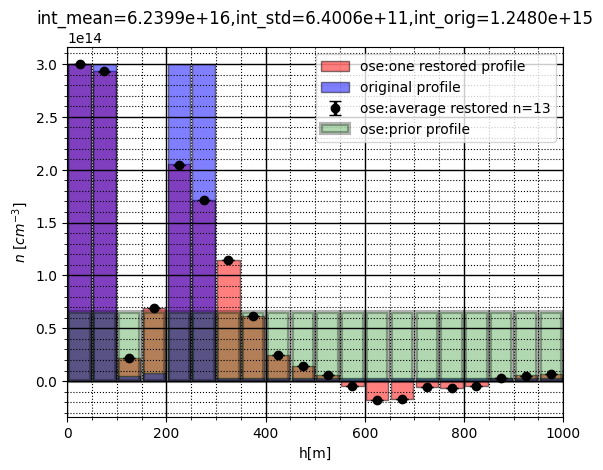 int_mean=6.2399e+16,int_std=6.4006e+11,int_orig=1.2480e+15
1e14
ose:one restored profile
original profile
ose:average restored n=13
ose:prior profile
3.0
2.5
2.0
1.5
1.0
0.5
0.0
n [cm⁻³]
0 200 400 600 800 1000
h[m]